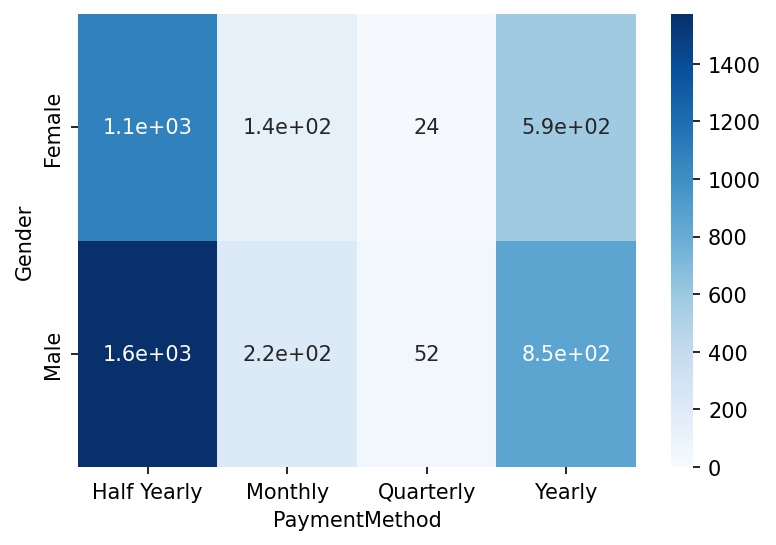 Female
1.1e+03 1.4e+02 24 5.9e+02
Male
1.6e+03 2.2e+02 52 8.5e+02
Gender
Half Yearly Monthly Quarterly Yearly
PaymentMethod
1400
1200
1000
800
600
400
200
0